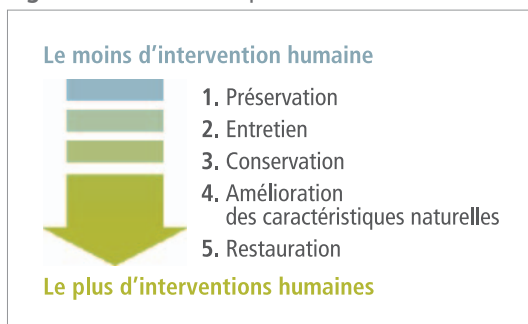 Le moins d’intervention humaine
1. Préservation
2. Entretien
3. Conservation
4. Amélioration
des caractéristiques naturelles
5. Restauration
Le plus d’interventions humaines